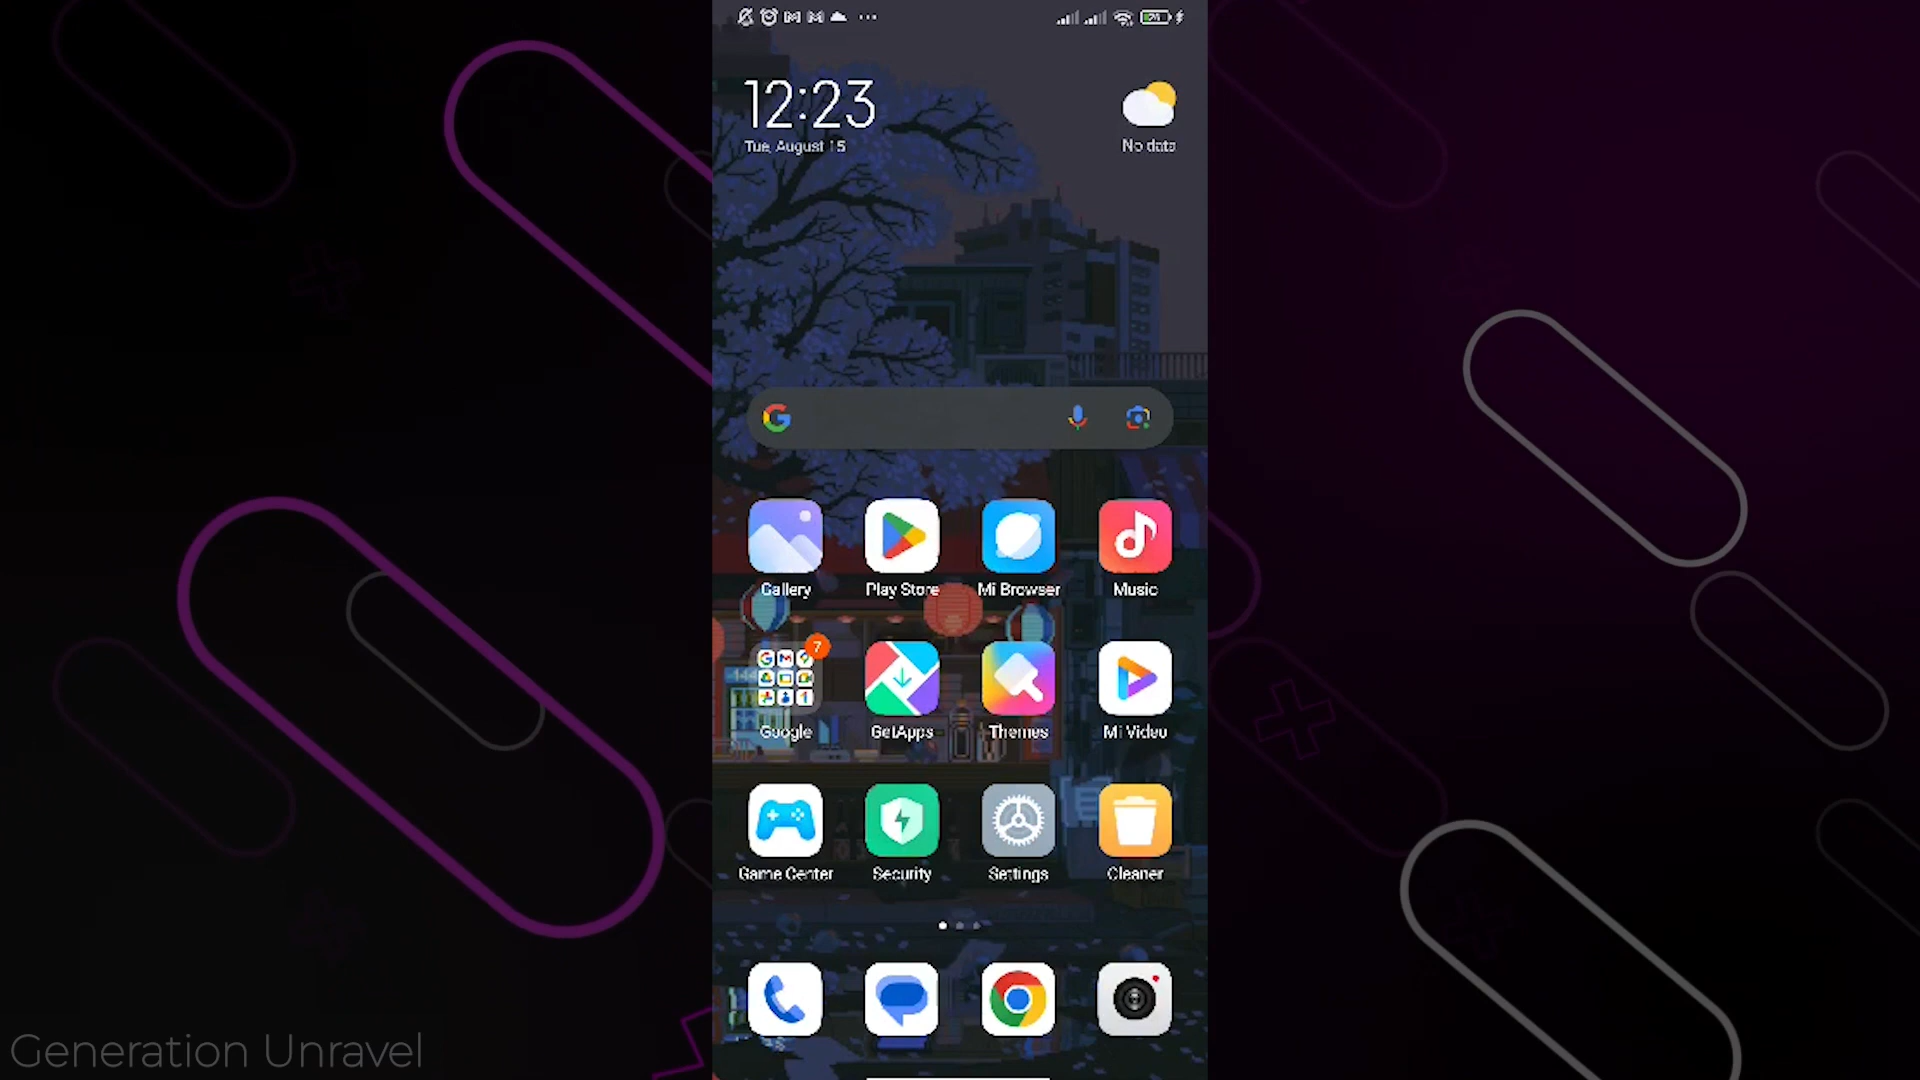 12:23
Tue, August 15
No data
Gallery
Play Store
Mi Browser
Music
7
Google
GetApps
Themes
Mi Video
Game Center
Security
Settings
Cleaner
Generation Unravel